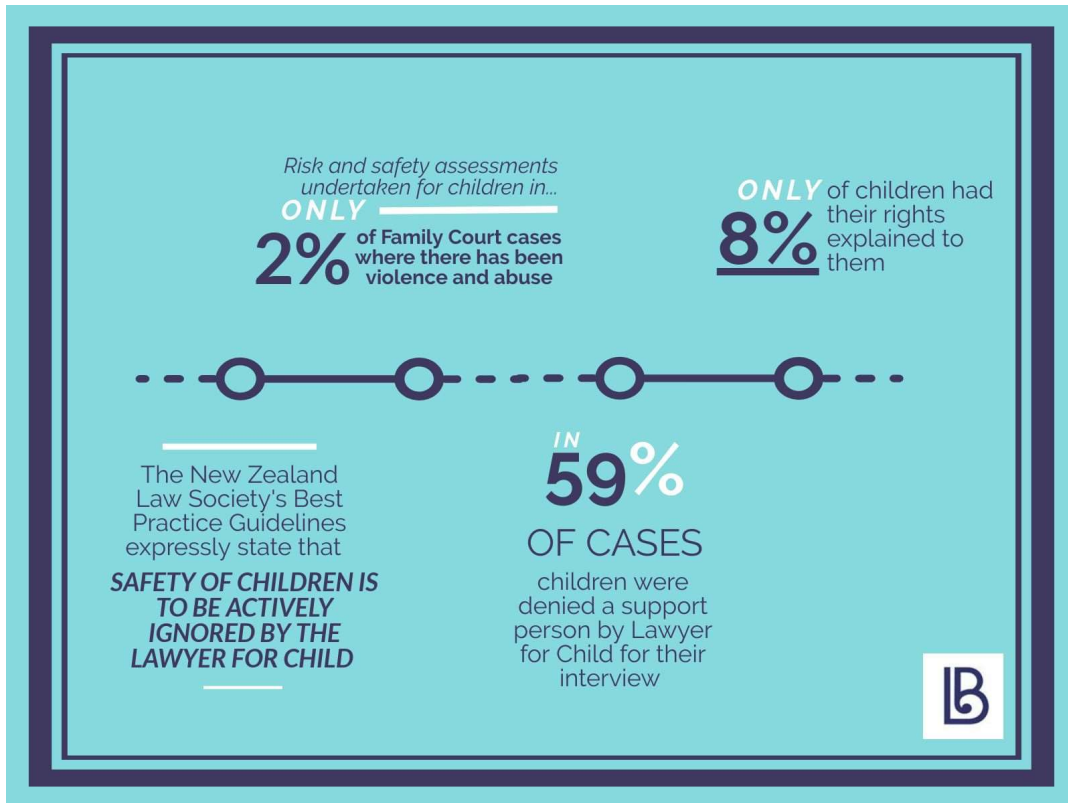 Risk and safety assessments
undertaken for children in...
ONLY
2% of Family Court cases
where there has been
violence and abuse
ONLY of children had
8% their rights
explained to
them
The New Zealand
Law Society's Best
Practice Guidelines
expressly state that
SAFETY OF CHILDREN IS
TO BE ACTIVELY
IGNORED BY THE
LAWYER FOR CHILD
IN
59%
OF CASES
children were
denied a support
person by Lawyer
for Child for their
interview
B